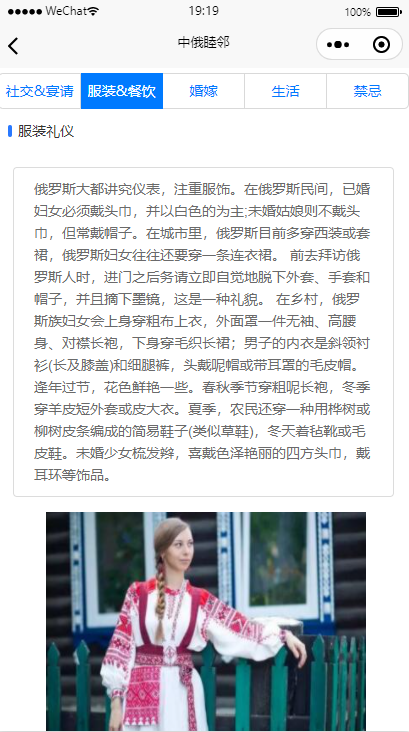 WeChat 19:19 100%
中俄睦邻
社交&宴请 服装&餐饮 婚嫁 生活 禁忌
服装礼仪
俄罗斯大都讲究仪表，注重服饰。在俄罗斯民间，已婚
妇女必须戴头巾，并以白色的为主;未婚姑娘则不戴头
巾，但常戴帽子。在城市里，俄罗斯目前多穿西装或套
裙，俄罗斯妇女往往还要穿一条连衣裙。 前去拜访俄
罗斯人时，进门之后务请立即自觉地脱下外套、手套和
帽子，并且摘下墨镜，这是一种礼貌。 在乡村，俄罗
斯族妇女会上身穿粗布上衣，外面罩一件无袖、高腰
身、对襟长袍，下身穿毛织长裙；男子的内衣是斜领衬
衫(长及膝盖)和细腿裤，头戴呢帽或带耳罩的毛皮帽。
逢年过节，花色鲜艳一些。春秋季节穿粗呢长袍，冬季
穿羊皮短外套或皮大衣。夏季，农民还穿一种用桦树或
柳树皮条编成的简易鞋子(类似草鞋)，冬天着毡靴或毛
皮鞋。未婚少女梳发辫，喜戴色泽艳丽的四方头巾，戴
耳环等饰品。